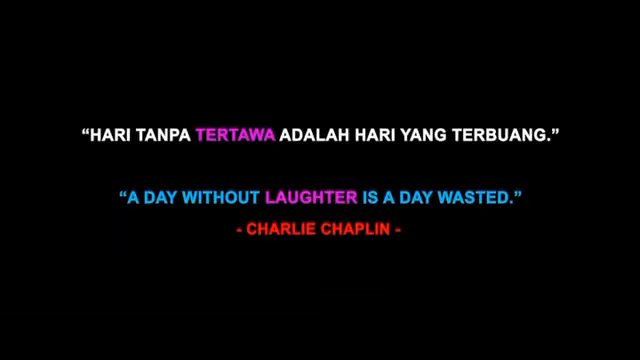 “HARI TANPA TERTAWA ADALAH HARI YANG TERBUANG.”
“A DAY WITHOUT LAUGHTER IS A DAY WASTED.”
- CHARLIE CHAPLIN -